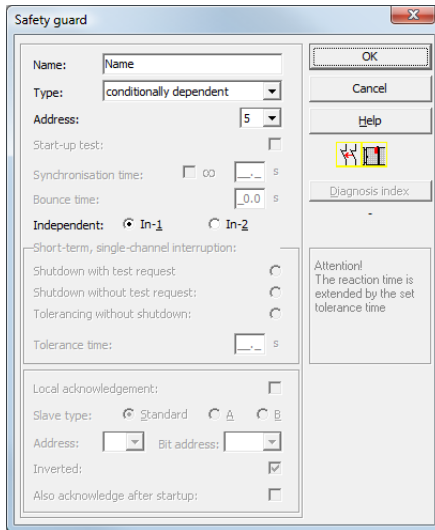 Safety guard
Name: Name
Type: conditionally dependent
Address: 5
Start-up test:
Synchronisation time: ∞ __._ s
Bounce time: _0.0 s
Independent: In-1 In-2
Short-term, single-channel interruption:
Shutdown with test request
Shutdown without test request:
Tolerancing without shutdown:
Tolerance time: __._ s
Local acknowledgement:
Slave type: Standard A B
Address: Bit address:
Inverted:
Also acknowledge after startup:
OK
Cancel
Help
Diagnosis index
-
Attention!
The reaction time is
extended by the set
tolerance time